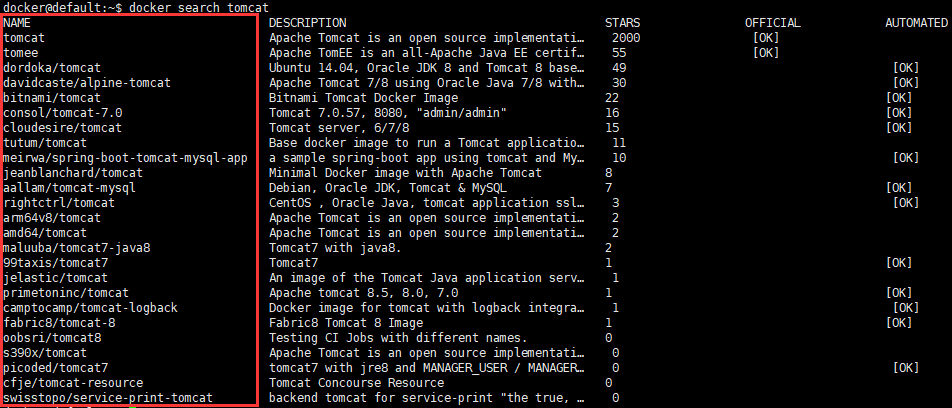 docker@default:~$ docker search tomcat
NAME DESCRIPTION STARS OFFICIAL AUTOMATED
tomcat Apache Tomcat is an open source implementati… 2000 [OK]
tomee Apache TomEE is an all-Apache Java EE certif… 55 [OK]
dordoka/tomcat Ubuntu 14.04, Oracle JDK 8 and Tomcat 8 base… 49 [OK]
davidcaste/alpine-tomcat Apache Tomcat 7/8 using Oracle Java 7/8 with… 30 [OK]
bitnami/tomcat Bitnami Tomcat Docker Image 22 [OK]
consol/tomcat-7.0 Tomcat 7.0.57, 8080, "admin/admin" 16 [OK]
cloudesire/tomcat Tomcat server, 6/7/8 15 [OK]
tutum/tomcat Base docker image to run a Tomcat applicatio… 11
meirwa/spring-boot-tomcat-mysql-app a sample spring-boot app using tomcat and My… 10 [OK]
jeanblanchard/tomcat Minimal Docker image with Apache Tomcat 8
aallam/tomcat-mysql Debian, Oracle JDK, Tomcat & MySQL 7 [OK]
rightctrl/tomcat CentOS , Oracle Java, tomcat application ssl… 3 [OK]
arm64v8/tomcat Apache Tomcat is an open source implementati… 2
amd64/tomcat Apache Tomcat is an open source implementati… 2
maluuba/tomcat7-java8 Tomcat7 with java8. 2
99taxis/tomcat7 Tomcat7 1 [OK]
jelastic/tomcat An image of the Tomcat Java application serv… 1
primetoninc/tomcat Apache tomcat 8.5, 8.0, 7.0 1 [OK]
camptocamp/tomcat-logback Docker image for tomcat with logback integra… 1 [OK]
fabric8/tomcat-8 Fabric8 Tomcat 8 Image 1 [OK]
oobsri/tomcat8 Testing CI Jobs with different names. 0
s390x/tomcat Apache Tomcat is an open source implementati… 0
picoded/tomcat7 tomcat7 with jre8 and MANAGER_USER / MANAGER… 0 [OK]
cfje/tomcat-resource Tomcat Concourse Resource 0
swisstopo/service-print-tomcat backend tomcat for service-print "the true, … 0